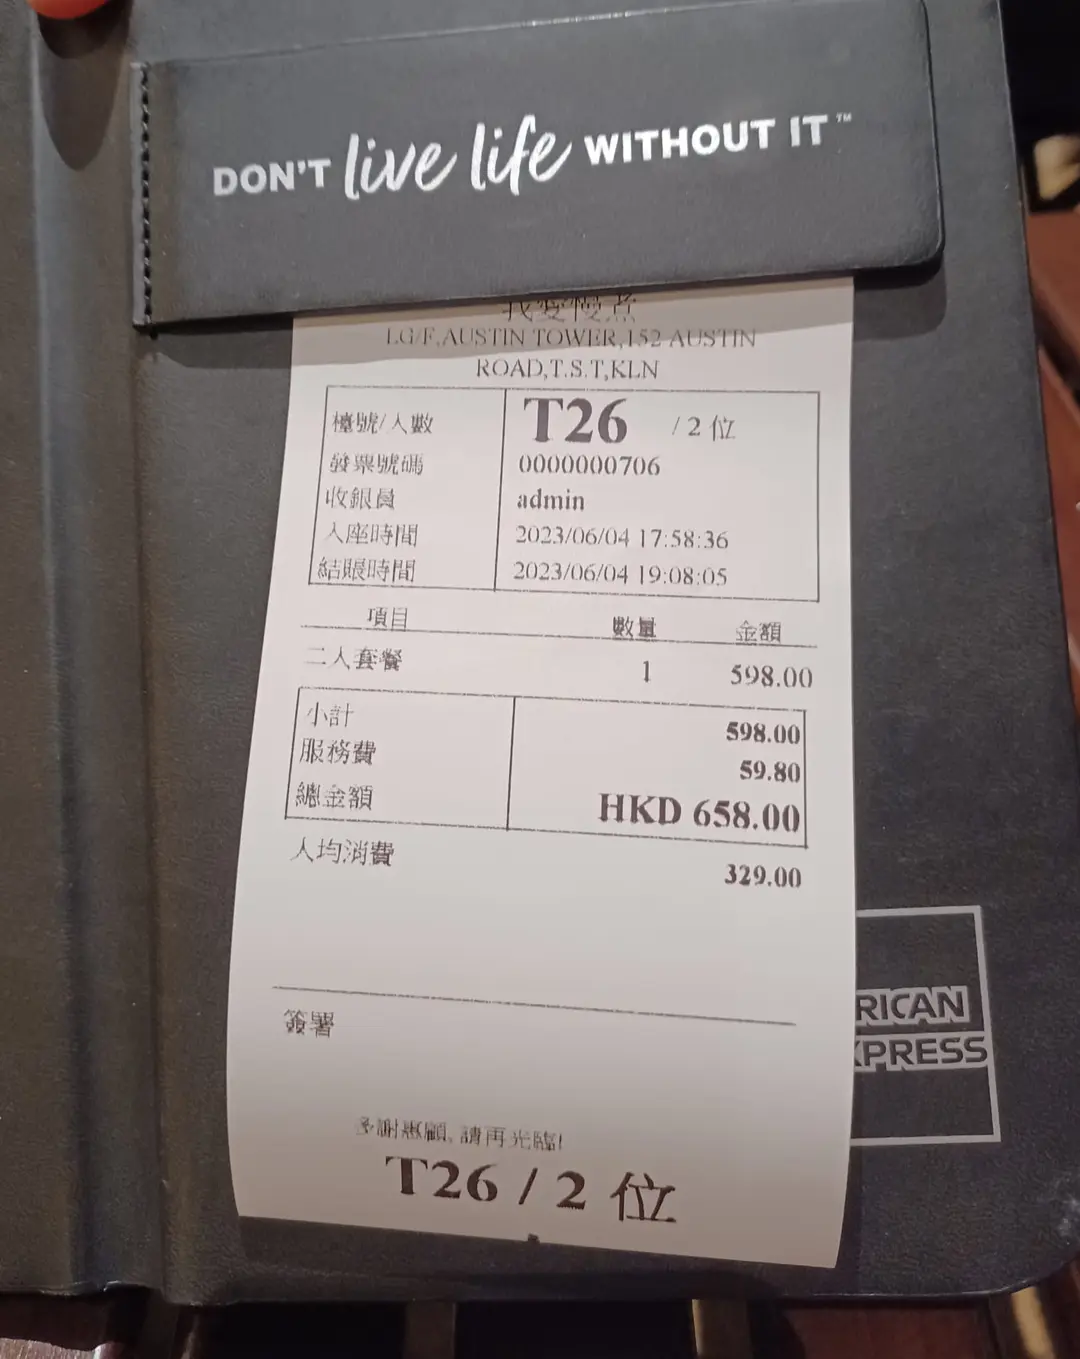 DON'T live life WITHOUT IT™
我愛慢煮
LG/F,AUSTIN TOWER,152 AUSTIN
ROAD,T.S.T,KLN
檯號/人數 T26 / 2 位
發票號碼 0000000706
收銀員 admin
入座時間 2023/06/04 17:58:36
結賬時間 2023/06/04 19:08:05
項目 數量 金額
二人套餐 1 598.00
小計 598.00
服務費 59.80
總金額 HKD 658.00
人均消費 329.00
RICAN
XPRESS
簽署
多謝惠顧, 請再光臨!
T26 / 2 位